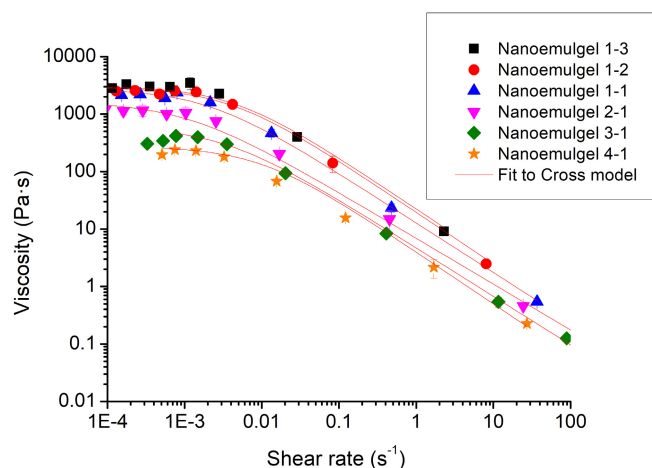 Nanoemulgel 1-3
Nanoemulgel 1-2
Nanoemulgel 1-1
Nanoemulgel 2-1
Nanoemulgel 3-1
Nanoemulgel 4-1
Fit to Cross model
Viscosity (Pa·s)
10000
1000
100
10
1
0.1
0.01
1E-4
1E-3
0.01
0.1
1
10
100
Shear rate (s⁻¹)